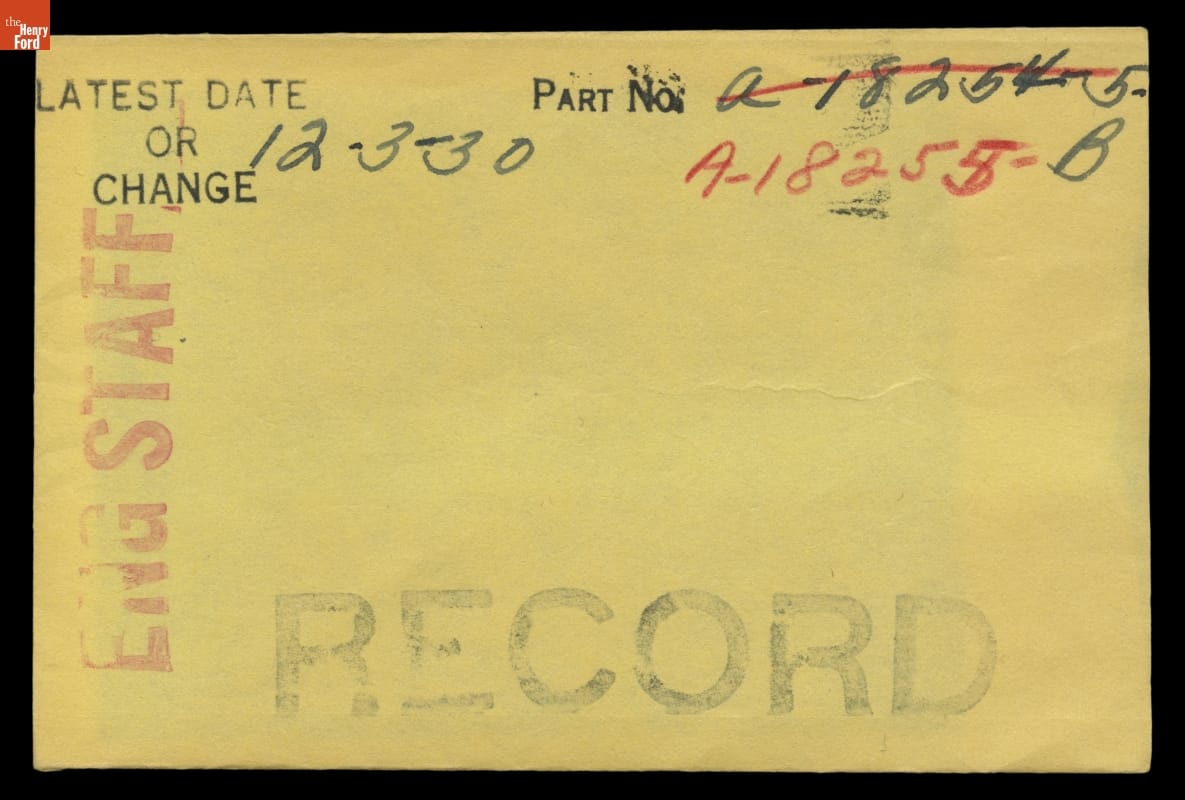 the
Henry
Ford
LATEST DATE
OR
CHANGE
12-3-30
PART NO.
A-18254-5-
A-18255-B
ENG STAFF
RECORD